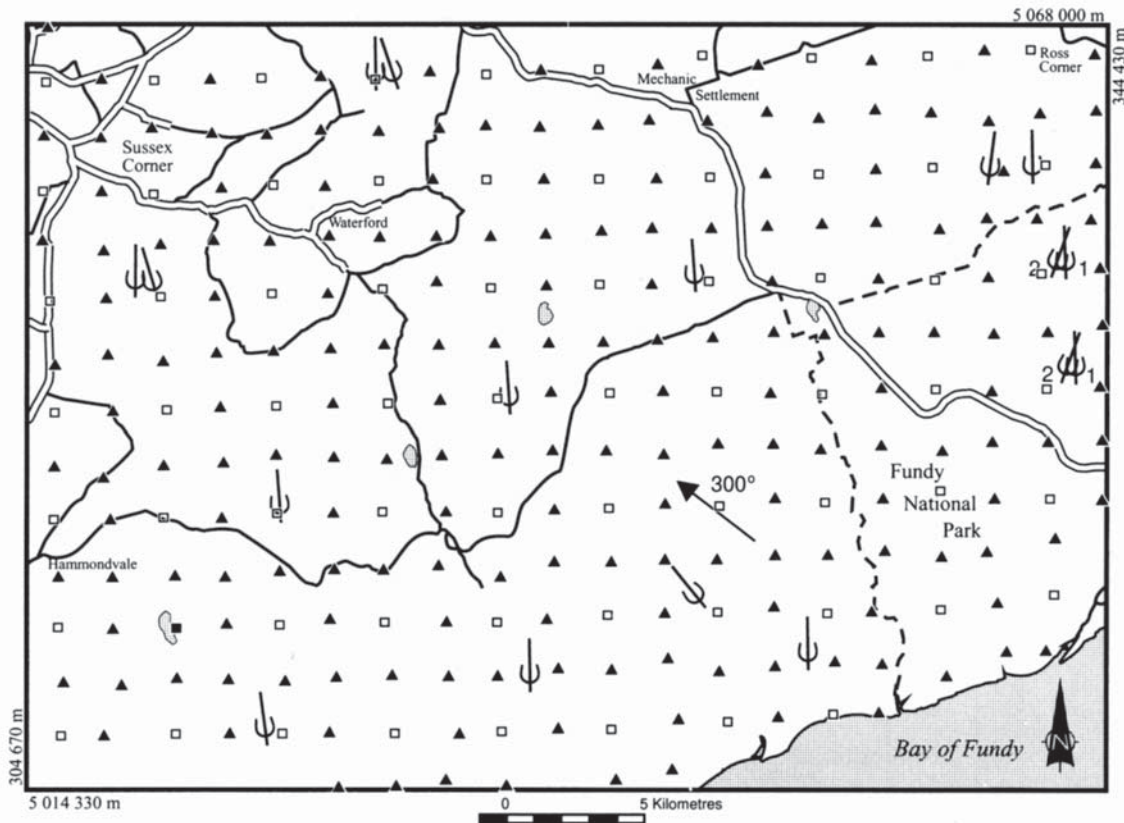 5 068 000 m
344 430 m
Ross
Corner
Mechanic
Settlement
Sussex
Corner
Waterford
2 1
2 1
300°
Fundy
National
Park
Hammondvale
304 670 m
Bay of Fundy
N
5 014 330 m
0 5 Kilometres